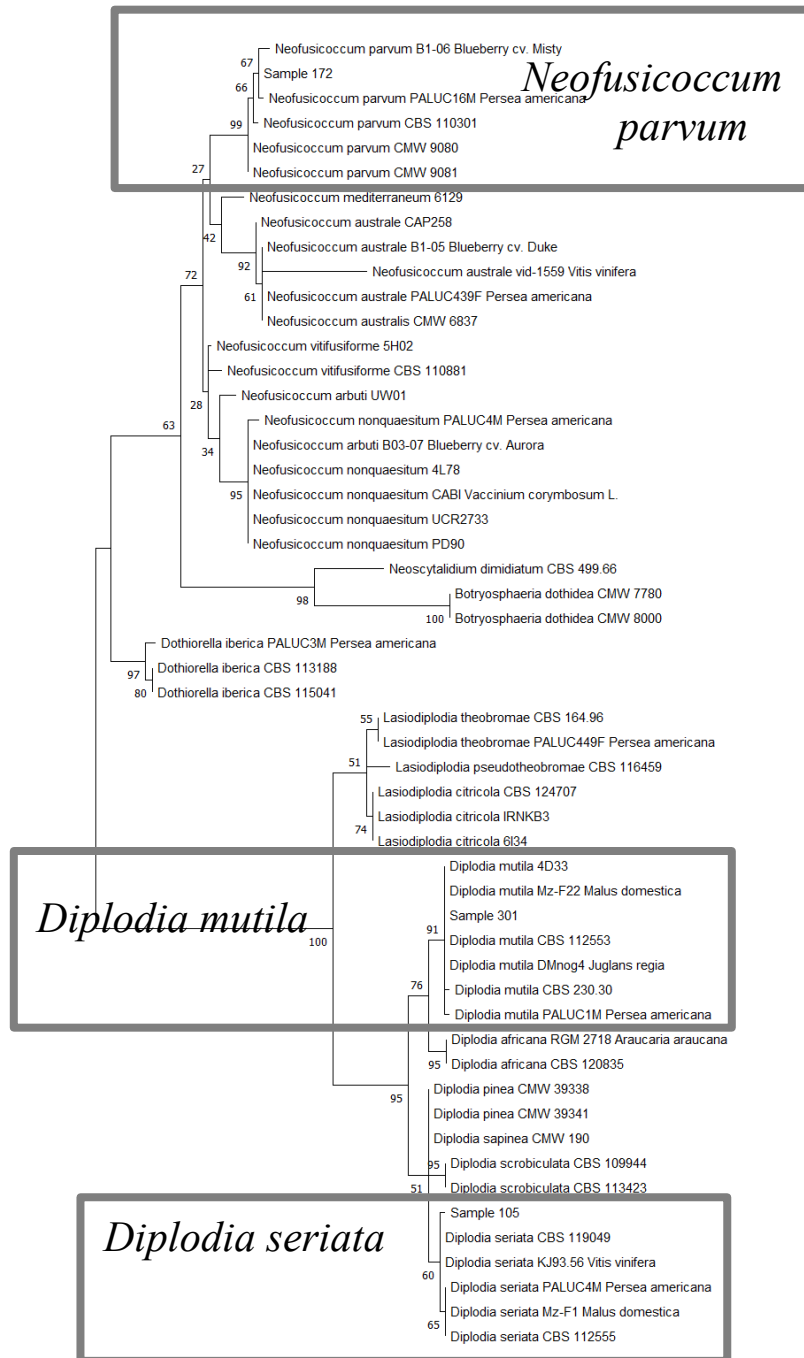 Neofusicoccum parvum B1-06 Blueberry cv. Misty
67
Sample 172
Neofusicoccum
parvum
66
Neofusicoccum parvum PALUC16M Persea americana
Neofusicoccum parvum CBS 110301
99
Neofusicoccum parvum CMW 9080
27
Neofusicoccum parvum CMW 9081
Neofusicoccum mediterraneum 6129
Neofusicoccum australe CAP258
42
Neofusicoccum australe B1-05 Blueberry cv. Duke
92
72
Neofusicoccum australe vid-1559 Vitis vinifera
61
Neofusicoccum australe PALUC439F Persea americana
Neofusicoccum australis CMW 6837
Neofusicoccum vitifusiforme 5H02
Neofusicoccum vitifusiforme CBS 110881
Neofusicoccum arbuti UW01
28
Neofusicoccum nonquaesitum PALUC4M Persea americana
63
Neofusicoccum arbuti B03-07 Blueberry cv. Aurora
34
Neofusicoccum nonquaesitum 4L78
95
Neofusicoccum nonquaesitum CABI Vaccinium corymbosum L.
Neofusicoccum nonquaesitum UCR2733
Neofusicoccum nonquaesitum PD90
Neoscytalidium dimidiatum CBS 499.66
98
Botryosphaeria dothidea CMW 7780
100
Botryosphaeria dothidea CMW 8000
Dothiorella iberica PALUC3M Persea americana
97
Dothiorella iberica CBS 113188
80
Dothiorella iberica CBS 115041
55
Lasiodiplodia theobromae CBS 164.96
Lasiodiplodia theobromae PALUC449F Persea americana
51
Lasiodiplodia pseudotheobromae CBS 116459
Lasiodiplodia citricola CBS 124707
Lasiodiplodia citricola IRNKB3
74
Lasiodiplodia citricola 6I34
Diplodia mutila
Diplodia mutila 4D33
Diplodia mutila Mz-F22 Malus domestica
Sample 301
91
Diplodia mutila CBS 112553
100
Diplodia mutila DMnog4 Juglans regia
76
Diplodia mutila CBS 230.30
Diplodia mutila PALUC1M Persea americana
Diplodia africana RGM 2718 Araucaria araucana
95
Diplodia africana CBS 120835
95
Diplodia pinea CMW 39338
Diplodia pinea CMW 39341
Diplodia sapinea CMW 190
95
Diplodia scrobiculata CBS 109944
51
Diplodia scrobiculata CBS 113423
Diplodia seriata
Sample 105
Diplodia seriata CBS 119049
Diplodia seriata KJ93.56 Vitis vinifera
60
Diplodia seriata PALUC4M Persea americana
Diplodia seriata Mz-F1 Malus domestica
65
Diplodia seriata CBS 112555